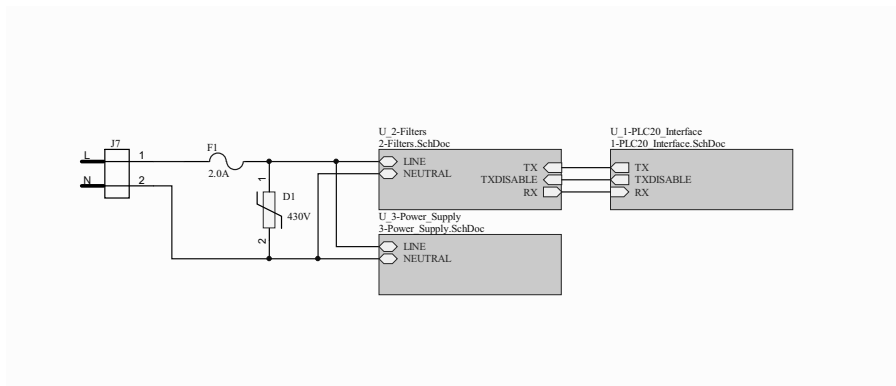 U_2-Filters
2-Filters.SchDoc
U_1-PLC20_Interface
1-PLC20_Interface.SchDoc
J7
L
1
F1
2.0A
LINE
NEUTRAL
TX
TXDISABLE
RX
TX
TXDISABLE
RX
N
2
1
D1
430V
2
U_3-Power_Supply
3-Power_Supply.SchDoc
LINE
NEUTRAL